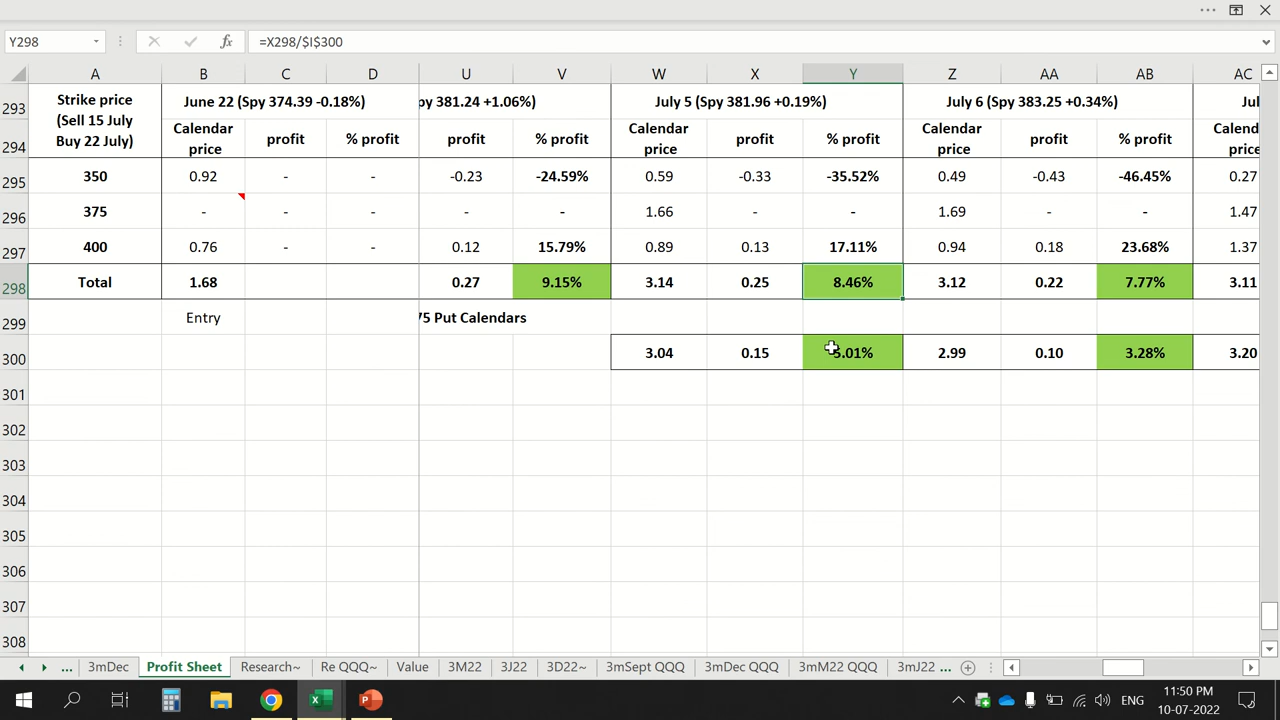 Y298
=X298/$I$300
A B C D U V W X Y Z AA AB AC
293 Strike price (Sell 15 July Buy 22 July) June 22 (Spy 374.39 -0.18%) py 381.24 +1.06%) July 5 (Spy 381.96 +0.19%) July 6 (Spy 383.25 +0.34%) Jul
294 Calendar price profit % profit profit % profit Calendar price profit % profit Calendar price profit % profit Calend price
295 350 0.92 - - -0.23 -24.59% 0.59 -0.33 -35.52% 0.49 -0.43 -46.45% 0.27
296 375 - - - - - 1.66 - - 1.69 - - 1.47
297 400 0.76 - - 0.12 15.79% 0.89 0.13 17.11% 0.94 0.18 23.68% 1.37
298 Total 1.68 0.27 9.15% 3.14 0.25 8.46% 3.12 0.22 7.77% 3.11
299 Entry 75 Put Calendars
300 3.04 0.15 5.01% 2.99 0.10 3.28% 3.20
301
302
303
304
305
306
307
308
... 3mDec Profit Sheet Research~ Re QQQ~ Value 3M22 3J22 3D22~ 3mSept QQQ 3mDec QQQ 3mM22 QQQ 3mJ22 ...
ENG 11:50 PM
10-07-2022